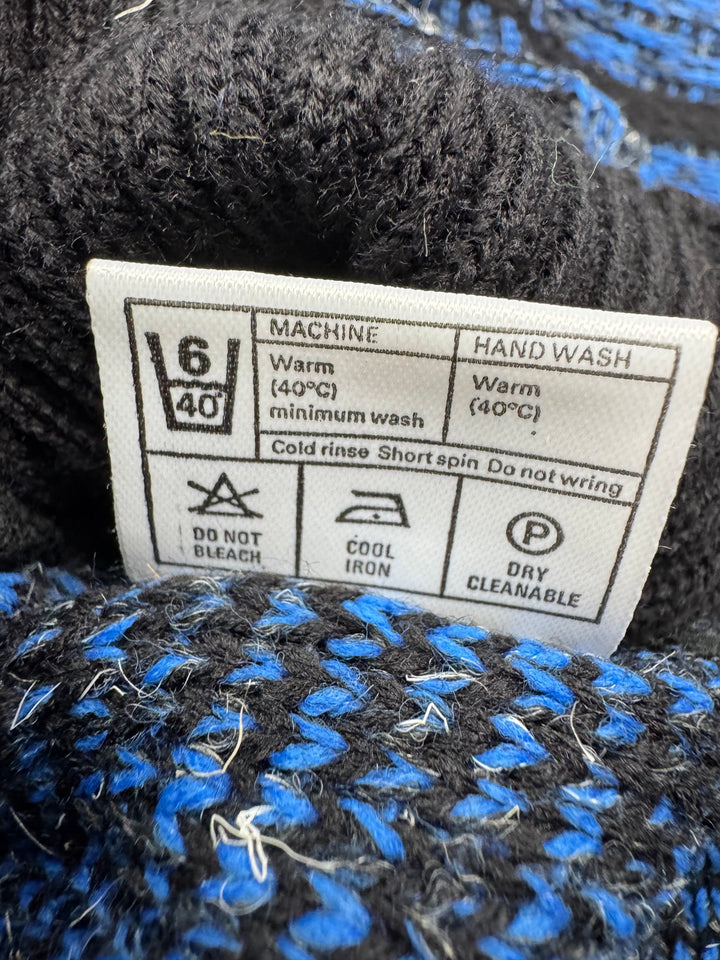 6
40°
MACHINE
Warm
(40°C)
minimum wash
HAND WASH
Warm
(40°C)
Cold rinse Short spin Do not wring
DO NOT
BLEACH
COOL
IRON
P
DRY
CLEANABLE